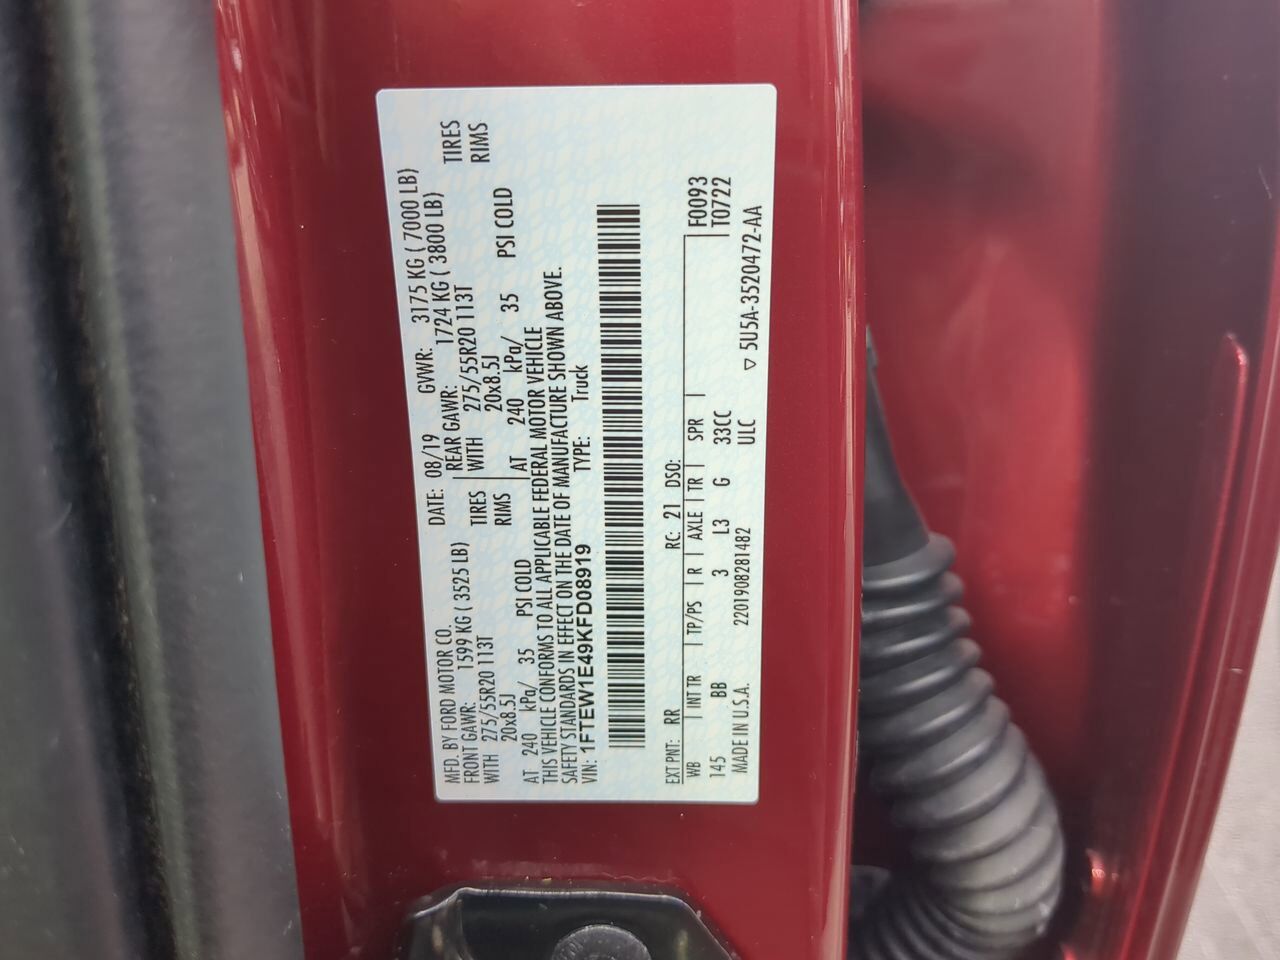 MFD. BY FORD MOTOR CO. DATE: 08/19 GVWR: 3175 KG ( 7000 LB)
FRONT GAWR: 1599 KG ( 3525 LB) REAR GAWR: 1724 KG ( 3800 LB)
WITH 275/55R20 113T TIRES WITH 275/55R20 113T TIRES
20x8.5J RIMS 20x8.5J RIMS
AT 240 kPa/ 35 PSI COLD AT 240 kPa/ 35 PSI COLD
THIS VEHICLE CONFORMS TO ALL APPLICABLE FEDERAL MOTOR VEHICLE
SAFETY STANDARDS IN EFFECT ON THE DATE OF MANUFACTURE SHOWN ABOVE.
VIN: 1FTEW1E49KFD08919 TYPE: Truck
EXT PNT: RR RC: 21 DSO: F0093
WB | INT TR | TP/PS | R | AXLE | TR | SPR | T0722
145 BB 3 L3 G 33CC
MADE IN U.S.A. 2201908281482 ULC ▽ 5U5A-3520472-AA